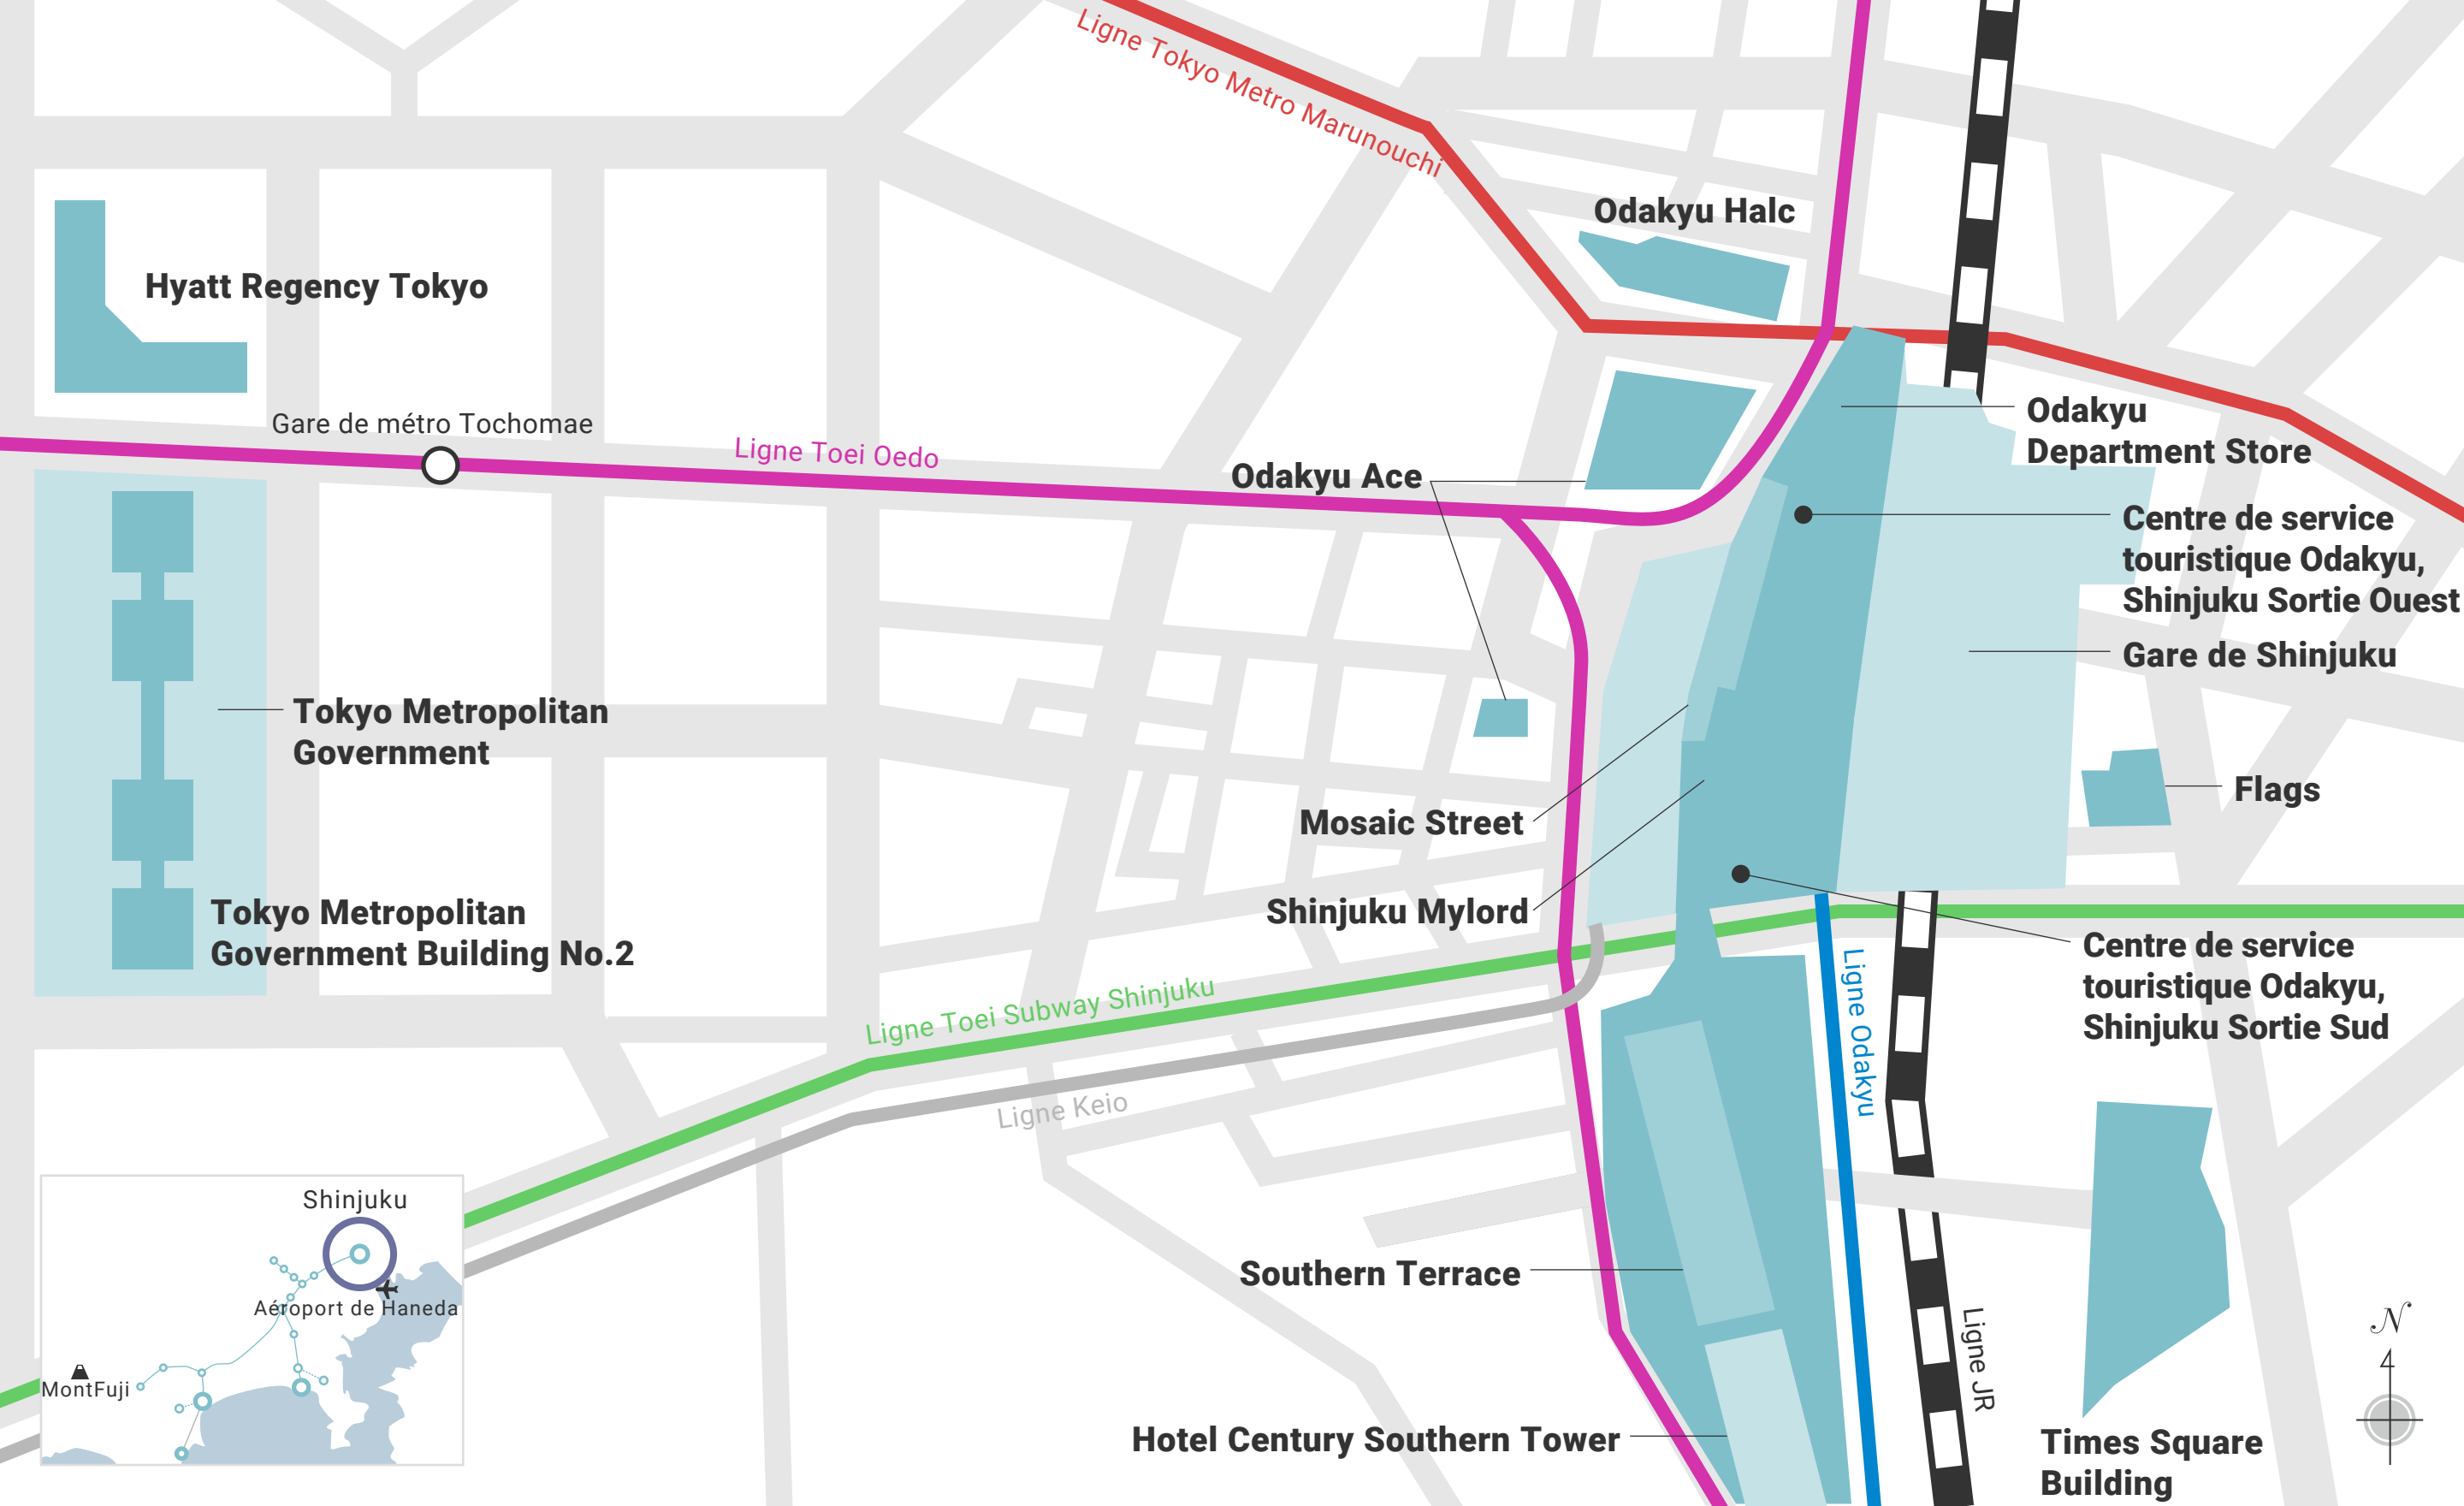 Ligne Tokyo Metro Marunouchi
Odakyu Halc
Hyatt Regency Tokyo
Gare de métro Tochomae
Ligne Toei Oedo
Odakyu Ace
Odakyu
Department Store
Centre de service
touristique Odakyu,
Shinjuku Sortie Ouest
Gare de Shinjuku
Tokyo Metropolitan
Government
Flags
Mosaic Street
Shinjuku Mylord
Tokyo Metropolitan
Government Building No.2
Centre de service
touristique Odakyu,
Shinjuku Sortie Sud
Ligne Toei Subway Shinjuku
Ligne Odakyu
Ligne Keio
Shinjuku
Aéroport de Haneda
MontFuji
Southern Terrace
Ligne JR
N
Hotel Century Southern Tower
Times Square
Building